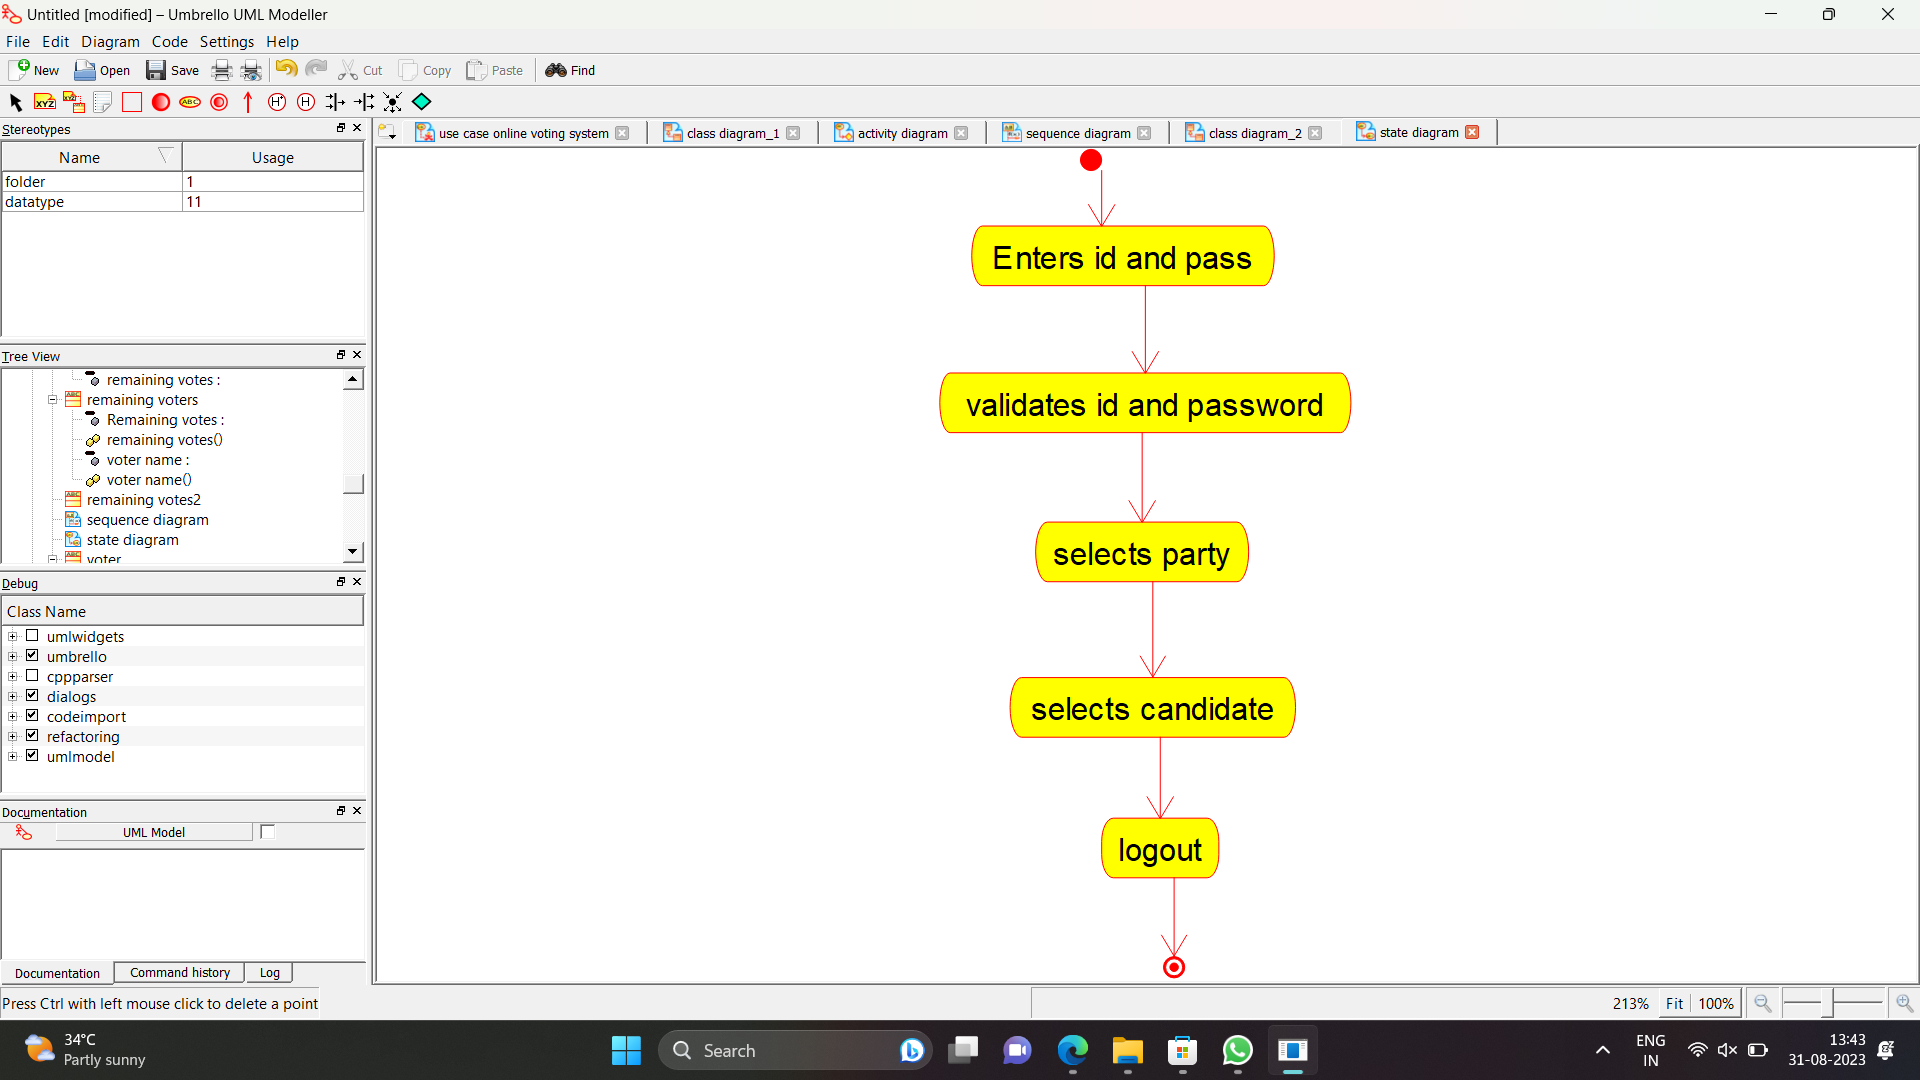 Untitled [modified] – Umbrello UML Modeller
File Edit Diagram Code Settings Help
New Open Save Cut Copy Paste Find
XYZ XYZ ABC H* H
Stereotypes
Name Usage
folder 1
datatype 11
Tree View
remaining votes :
remaining voters
Remaining votes :
remaining votes()
voter name :
voter name()
remaining votes2
sequence diagram
state diagram
voter
Debug
Class Name
umlwidgets
umbrello
cppparser
dialogs
codeimport
refactoring
umlmodel
Documentation
UML Model
Documentation Command history Log
Press Ctrl with left mouse click to delete a point
use case online voting system class diagram_1 activity diagram sequence diagram class diagram_2 state diagram
Enters id and pass
validates id and password
selects party
selects candidate
logout
213% Fit 100%
34°C
Partly sunny
Search
ENG
IN
13:43
31-08-2023